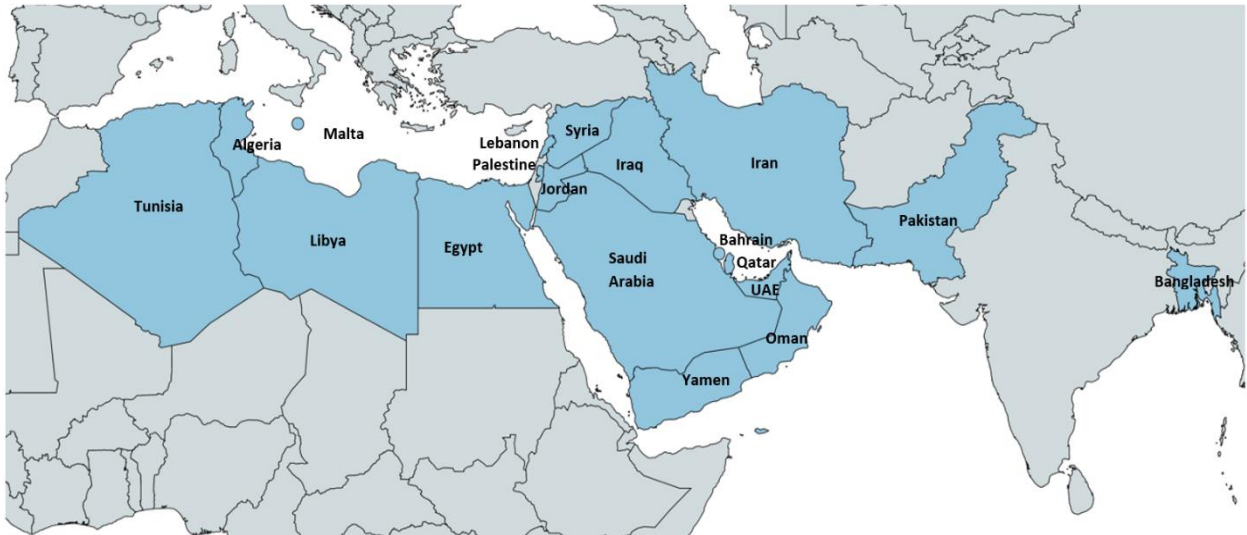 Malta
Algeria
Tunisia
Libya
Egypt
Lebanon
Palestine
Syria
Jordan
Iraq
Iran
Saudi
Arabia
Bahrain
Qatar
UAE
Oman
Yamen
Pakistan
Bangladesh